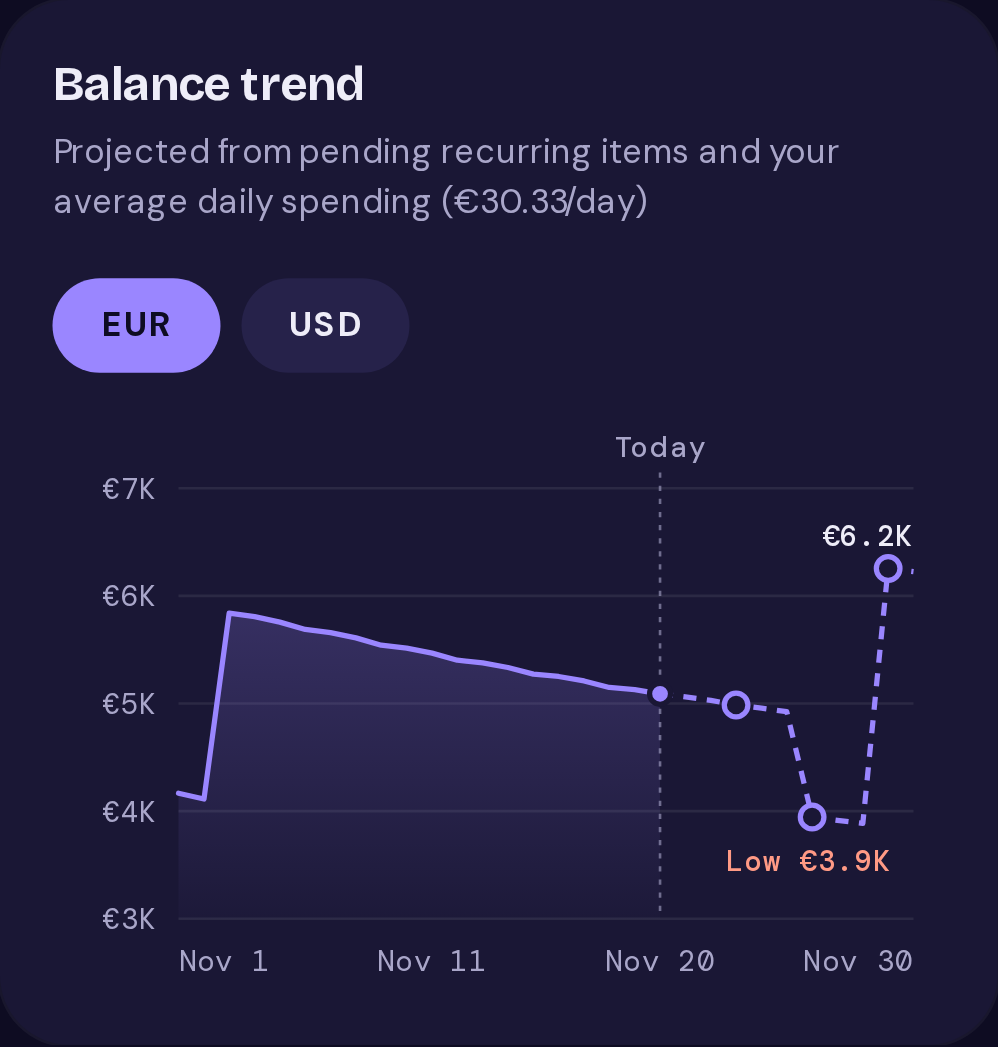 Balance trend
Projected from pending recurring items and your
average daily spending (€30.33/day)
EUR USD
Today
€7K
€6.2K
€6K
€5K
€4K
Low €3.9K
€3K
Nov 1 Nov 11 Nov 20 Nov 30